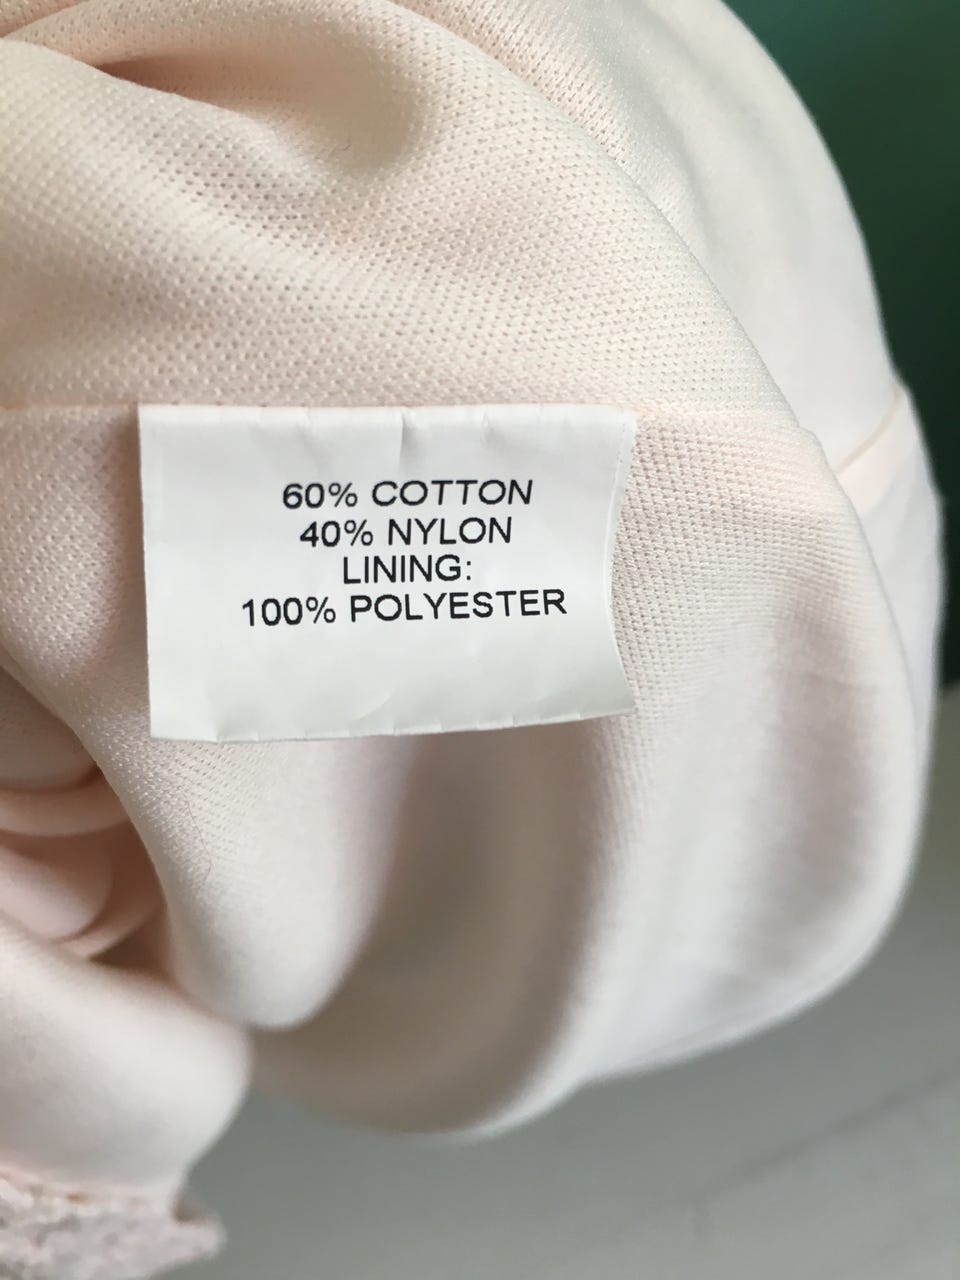 60% COTTON
40% NYLON
LINING:
100% POLYESTER